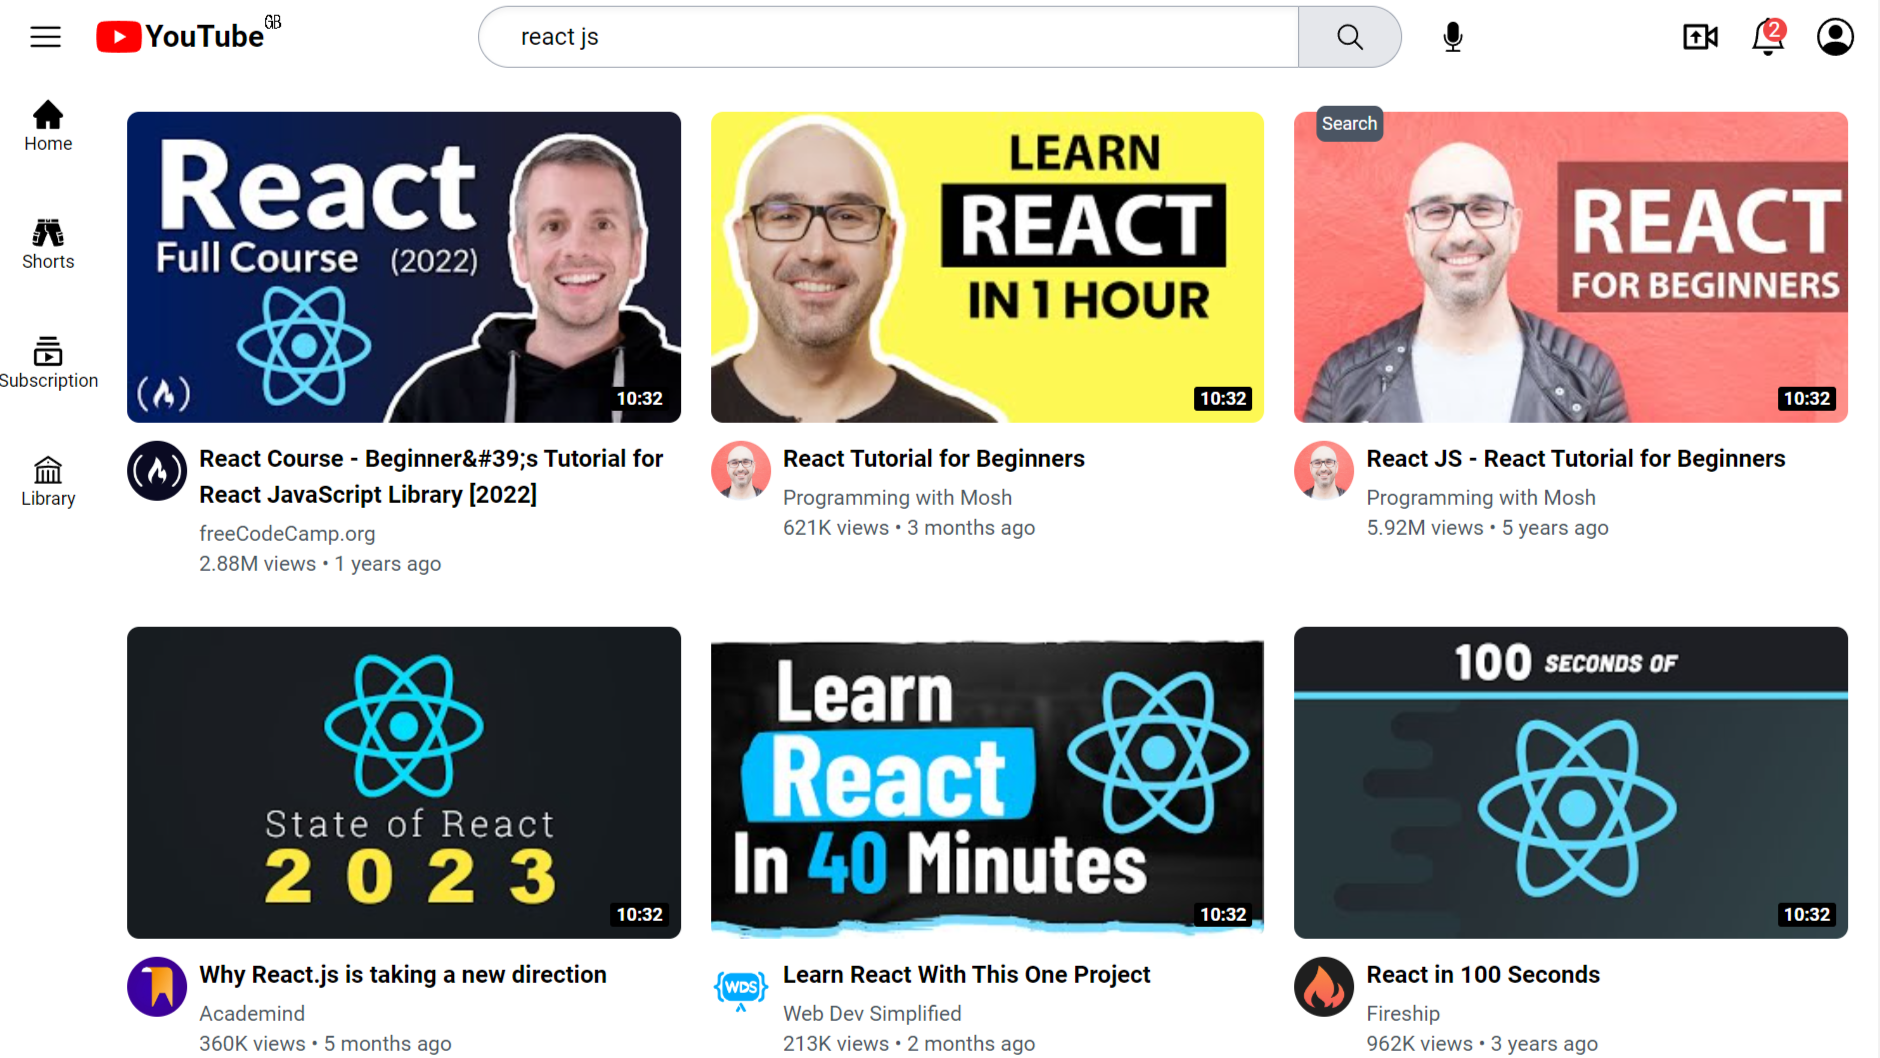 YouTube GB
react js
2
Home
Shorts
Subscription
Library
React
Full Course (2022)
10:32
LEARN
REACT
IN 1 HOUR
10:32
Search
REACT
FOR BEGINNERS
10:32
React Course - Beginner&#39;s Tutorial for
React JavaScript Library [2022]
freeCodeCamp.org
2.88M views • 1 years ago
React Tutorial for Beginners
Programming with Mosh
621K views • 3 months ago
React JS - React Tutorial for Beginners
Programming with Mosh
5.92M views • 5 years ago
State of React
2023
10:32
Learn
React
In 40 Minutes
10:32
100 SECONDS OF
10:32
Why React.js is taking a new direction
Academind
360K views • 5 months ago
{WDS}
Learn React With This One Project
Web Dev Simplified
213K views • 2 months ago
React in 100 Seconds
Fireship
962K views • 3 years ago